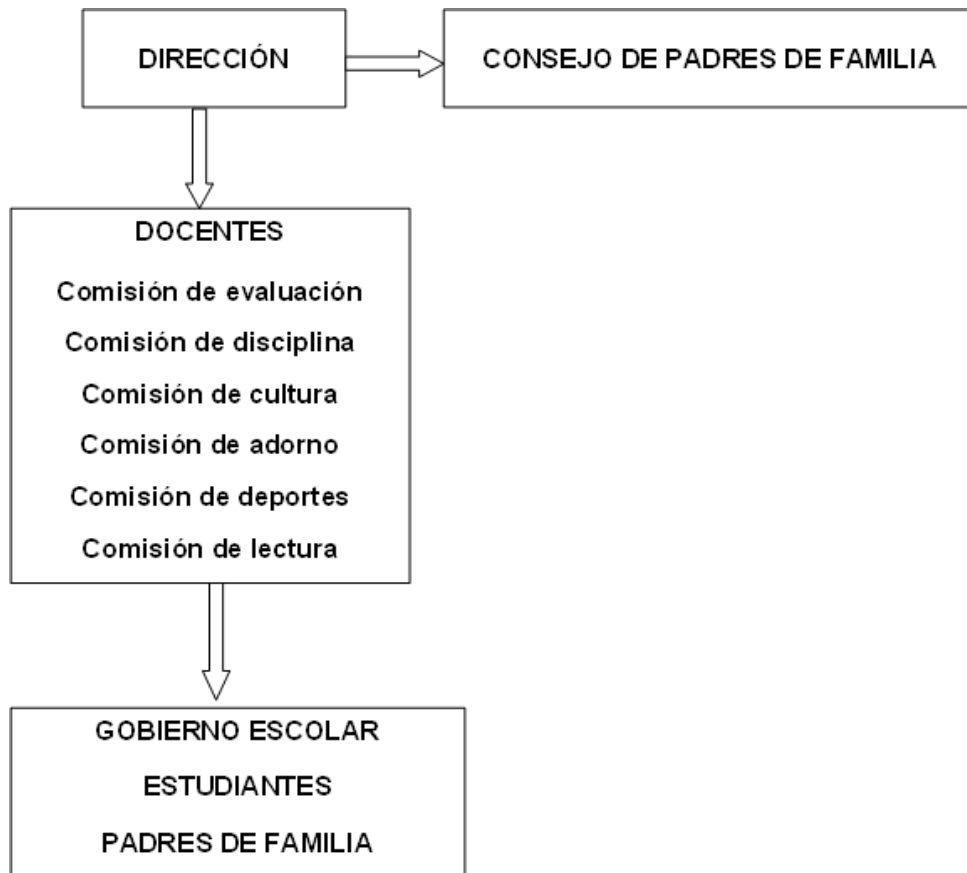 DIRECCIÓN
CONSEJO DE PADRES DE FAMILIA
DOCENTES
Comisión de evaluación
Comisión de disciplina
Comisión de cultura
Comisión de adorno
Comisión de deportes
Comisión de lectura
GOBIERNO ESCOLAR
ESTUDIANTES
PADRES DE FAMILIA